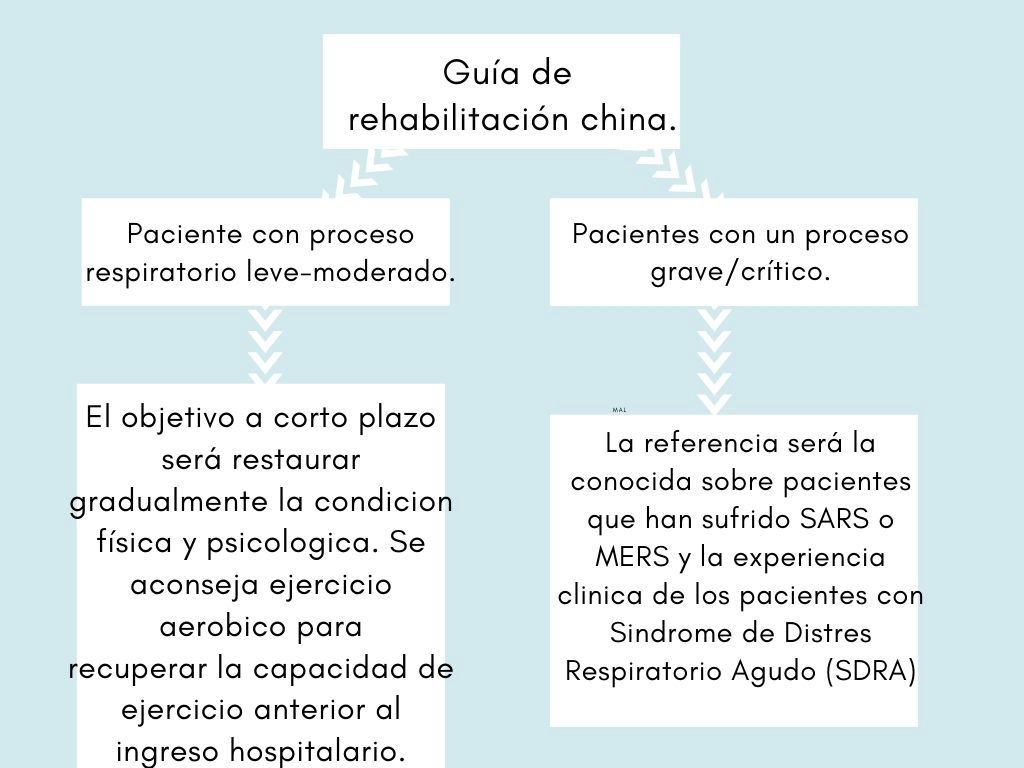 Guía de
rehabilitación china.
Paciente con proceso
respiratorio leve-moderado.
Pacientes con un proceso
grave/crítico.
El objetivo a corto plazo
será restaurar
gradualmente la condicion
física y psicologica. Se
aconseja ejercicio
aerobico para
recuperar la capacidad de
ejercicio anterior al
ingreso hospitalario.
MAL
La referencia será la
conocida sobre pacientes
que han sufrido SARS o
MERS y la experiencia
clinica de los pacientes con
Sindrome de Distres
Respiratorio Agudo (SDRA)